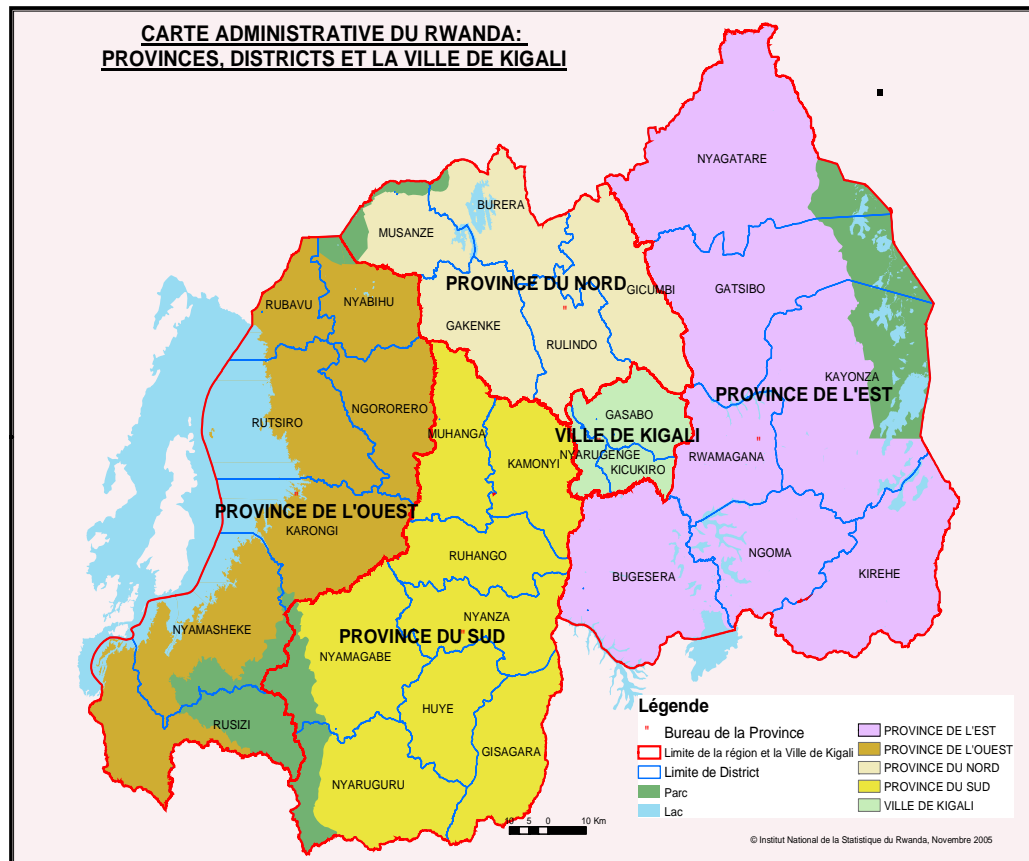 CARTE ADMINISTRATIVE DU RWANDA:
PROVINCES, DISTRICTS ET LA VILLE DE KIGALI
NYAGATARE
BURERA
MUSANZE
PROVINCE DU NORD
GICUMBI
GATSIBO
RUBAVU
NYABIHU
GAKENKE
RULINDO
KAYONZA
PROVINCE DE L'EST
NGORORERO
RUTSIRO
GASABO
MUHANGA
VILLE DE KIGALI
NYARUGENGE
RWAMAGANA
KAMONYI
KICUKIRO
PROVINCE DE L'OUEST
KARONGI
RUHANGO
NGOMA
BUGESERA
KIREHE
NYANZA
NYAMASHEKE
PROVINCE DU SUD
NYAMAGABE
HUYE
RUSIZI
GISAGARA
NYARUGURU
Légende
" Bureau de la Province
Limite de la région et la Ville de Kigali
Limite de District
Parc
Lac
PROVINCE DE L'EST
PROVINCE DE L'OUEST
PROVINCE DU NORD
PROVINCE DU SUD
VILLE DE KIGALI
10 5 0 10 Km
© Institut National de la Statistique du Rwanda, Novembre 2005